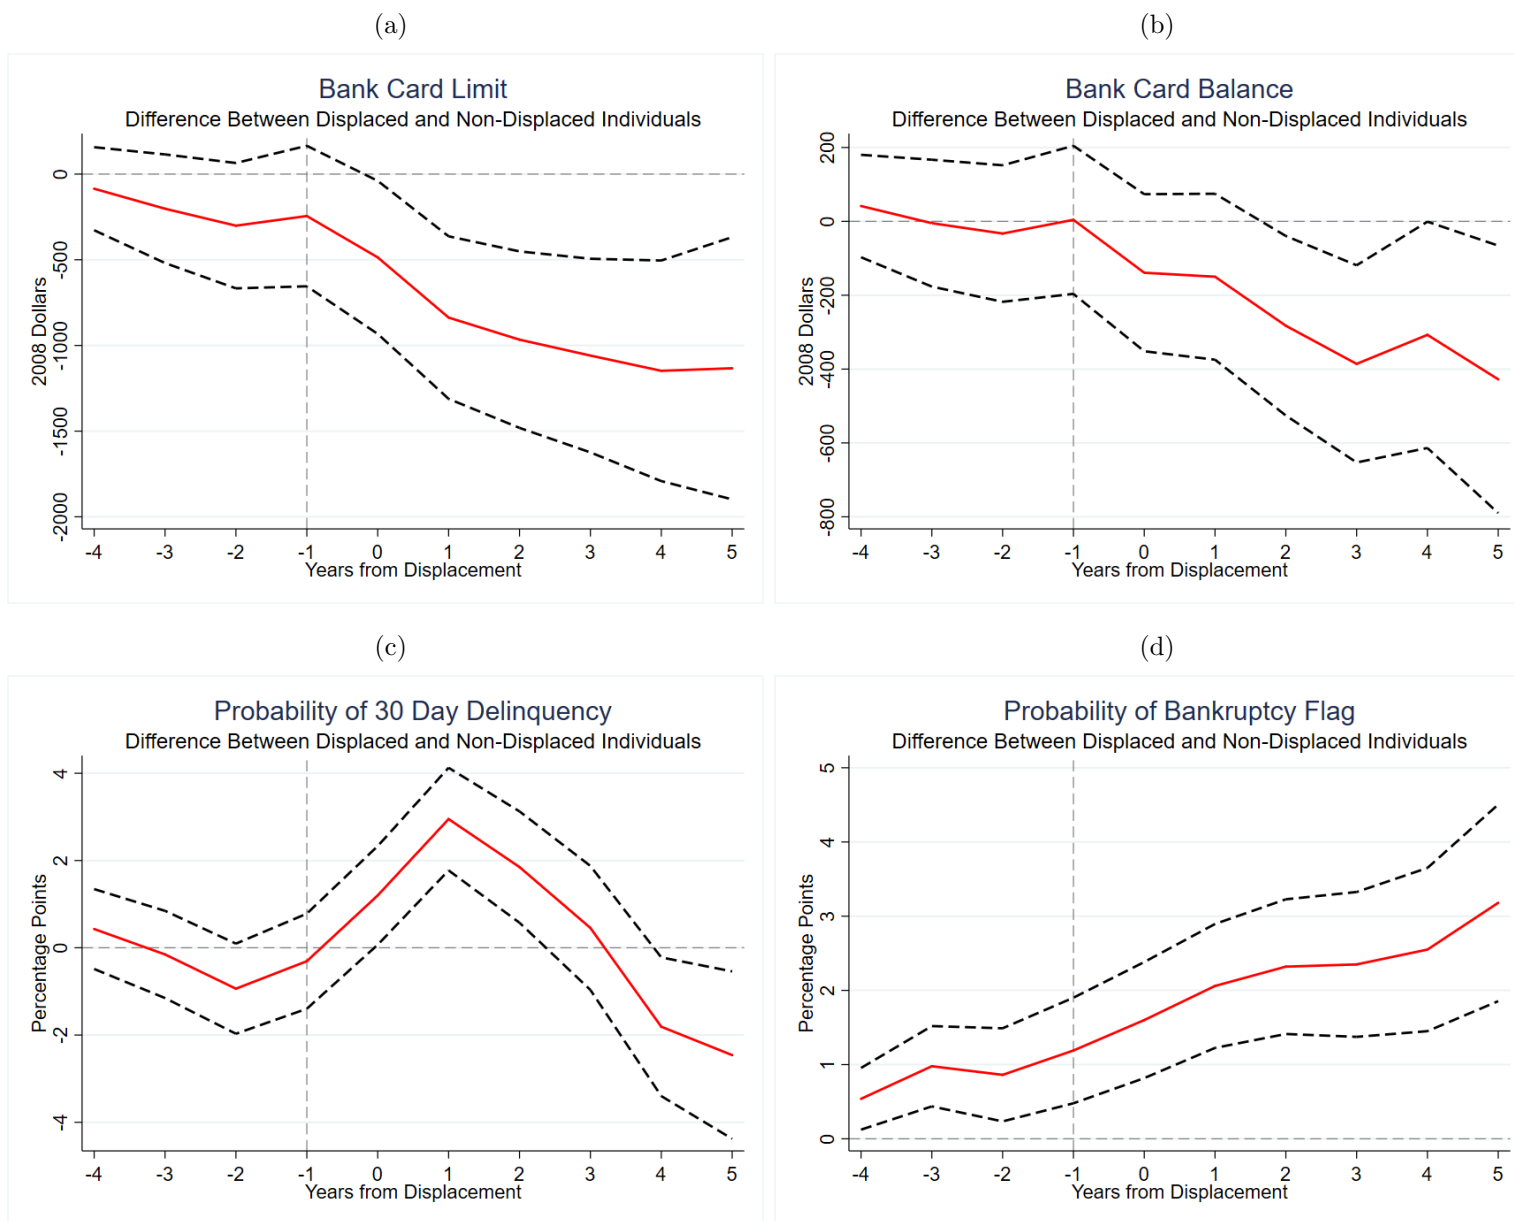 (a)
Bank Card Limit
Difference Between Displaced and Non-Displaced Individuals
2008 Dollars
0
-500
-1000
-1500
-2000
-4 -3 -2 -1 0 1 2 3 4 5
Years from Displacement
(b)
Bank Card Balance
Difference Between Displaced and Non-Displaced Individuals
2008 Dollars
200
0
-200
-400
-600
-800
-4 -3 -2 -1 0 1 2 3 4 5
Years from Displacement
(c)
Probability of 30 Day Delinquency
Difference Between Displaced and Non-Displaced Individuals
Percentage Points
4
2
0
-2
-4
-4 -3 -2 -1 0 1 2 3 4 5
Years from Displacement
(d)
Probability of Bankruptcy Flag
Difference Between Displaced and Non-Displaced Individuals
Percentage Points
5
4
3
2
1
0
-4 -3 -2 -1 0 1 2 3 4 5
Years from Displacement